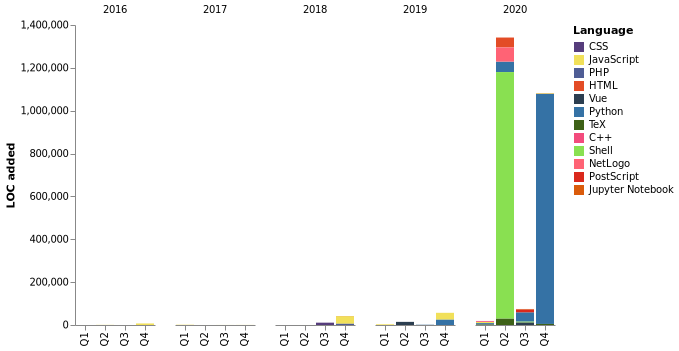 2016 2017 2018 2019 2020
1,400,000
1,200,000
1,000,000
800,000
600,000
400,000
200,000
0
LOC added
Q1 Q2 Q3 Q4 Q1 Q2 Q3 Q4 Q1 Q2 Q3 Q4 Q1 Q2 Q3 Q4 Q1 Q2 Q3 Q4
Language
CSS
JavaScript
PHP
HTML
Vue
Python
TeX
C++
Shell
NetLogo
PostScript
Jupyter Notebook